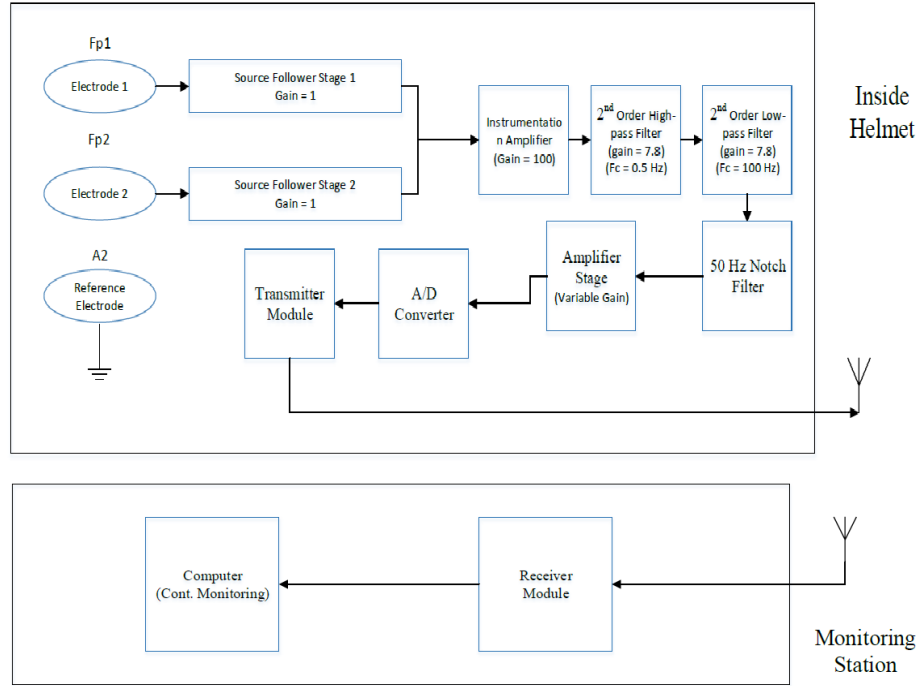 Fp1
Electrode 1
Source Follower Stage 1
Gain = 1
Fp2
Electrode 2
Source Follower Stage 2
Gain = 1
Instrumentatio
n Amplifier
(Gain = 100)
2nd Order High-
pass Filter
(gain = 7.8)
(Fc = 0.5 Hz)
2nd Order Low-
pass Filter
(gain = 7.8)
(Fc = 100 Hz)
Inside
Helmet
A2
Reference
Electrode
Transmitter
Module
A/D
Converter
Amplifier
Stage
(Variable Gain)
50 Hz Notch
Filter
Computer
(Cont. Monitoring)
Receiver
Module
Monitoring
Station